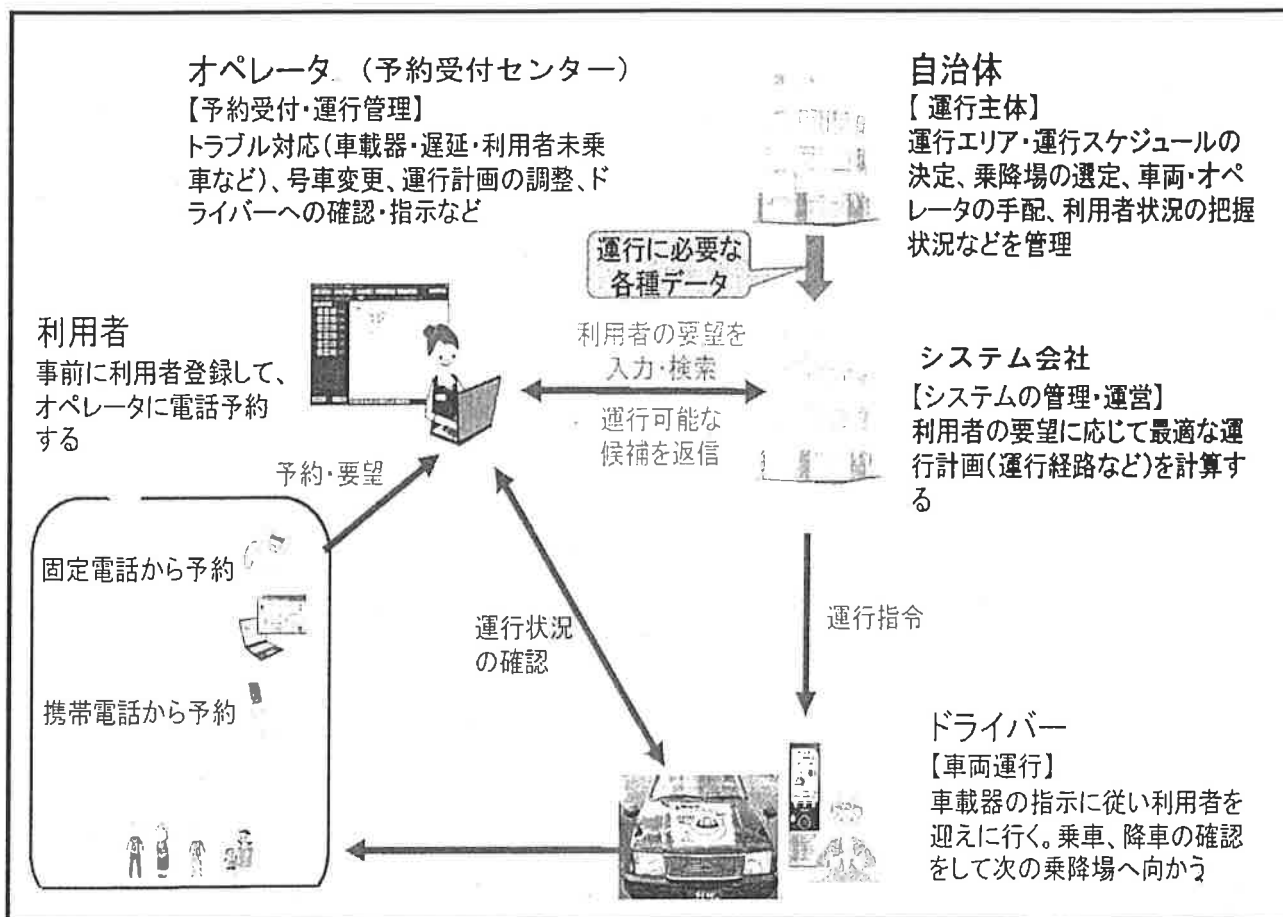 オペレータ (予約受付センター)
【予約受付・運行管理】
トラブル対応(車載器・遅延・利用者未乗
車など)、号車変更、運行計画の調整、ド
ライバーへの確認・指示など
自治体
【 運行主体】
運行エリア・運行スケジュールの
決定、乗降場の選定、車両・オペ
レータの手配、利用者状況の把握
状況などを管理
運行に必要な
各種データ
利用者
事前に利用者登録して、
オペレータに電話予約
する
利用者の要望を
入力・検索
運行可能な
候補を返信
システム会社
【システムの管理・運営】
利用者の要望に応じて最適な運
行計画(運行経路など)を計算す
る
予約・要望
固定電話から予約
携帯電話から予約
運行状況
の確認
運行指令
ドライバー
【車両運行】
車載器の指示に従い利用者を
迎えに行く。乗車、降車の確認
をして次の乗降場へ向かう